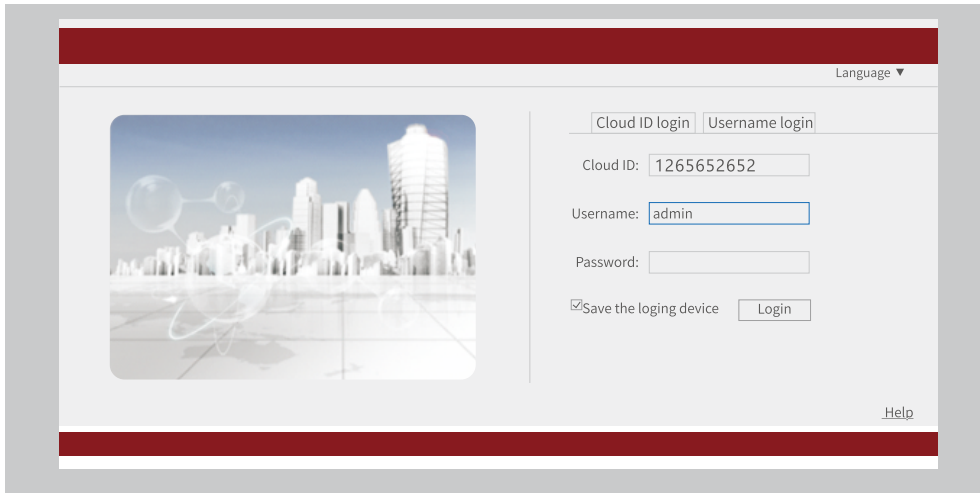 Language ▼
Cloud ID login Username login
Cloud ID: 1265652652
Username: admin
Password:
Save the loging device Login
Help